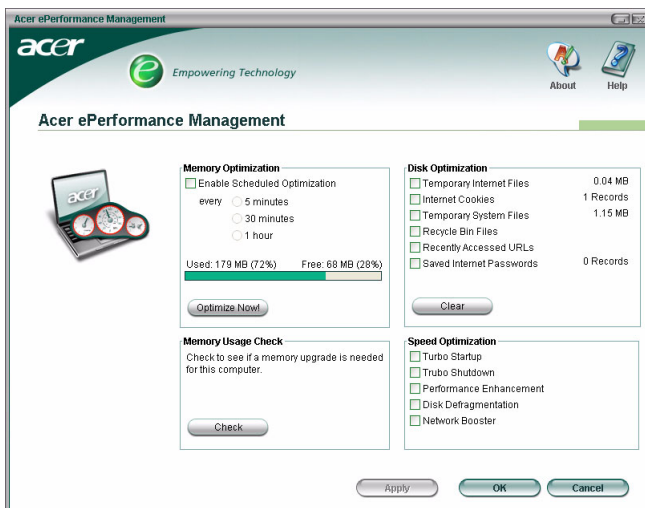 Acer ePerformance Management
acer
e Empowering Technology
About
Help
Acer ePerformance Management
acer
Memory Optimization
Enable Scheduled Optimization
every 5 minutes
30 minutes
1 hour
Used: 179 MB (72%) Free: 68 MB (28%)
Optimize Now!
Disk Optimization
Temporary Internet Files 0.04 MB
Internet Cookies 1 Records
Temporary System Files 1.15 MB
Recycle Bin Files
Recently Accessed URLs
Saved Internet Passwords 0 Records
Clear
Memory Usage Check
Check to see if a memory upgrade is needed
for this computer.
Check
Speed Optimization
Turbo Startup
Trubo Shutdown
Performance Enhancement
Disk Defragmentation
Network Booster
Apply
OK
Cancel